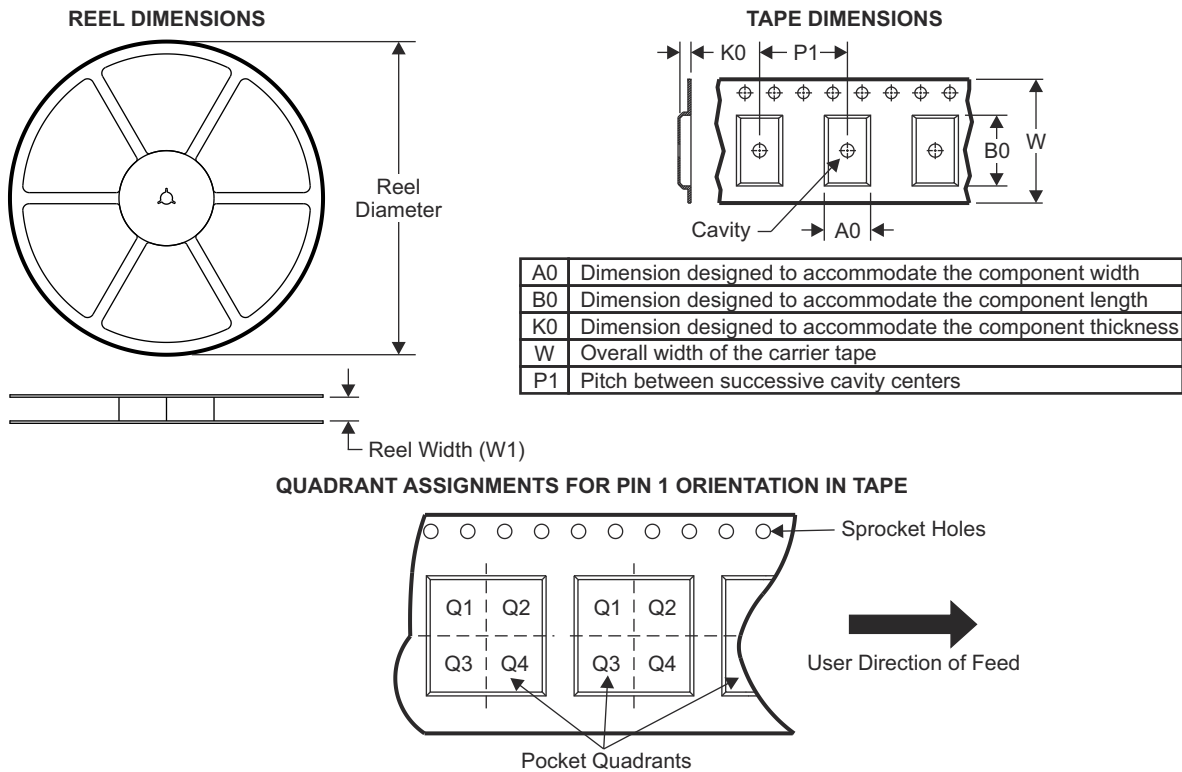 REEL DIMENSIONS
Reel
Diameter
Reel Width (W1)
TAPE DIMENSIONS
K0
P1
B0
W
Cavity
A0
A0 Dimension designed to accommodate the component width
B0 Dimension designed to accommodate the component length
K0 Dimension designed to accommodate the component thickness
W Overall width of the carrier tape
P1 Pitch between successive cavity centers
QUADRANT ASSIGNMENTS FOR PIN 1 ORIENTATION IN TAPE
Sprocket Holes
Q1 Q2 Q1 Q2
Q3 Q4 Q3 Q4
User Direction of Feed
Pocket Quadrants